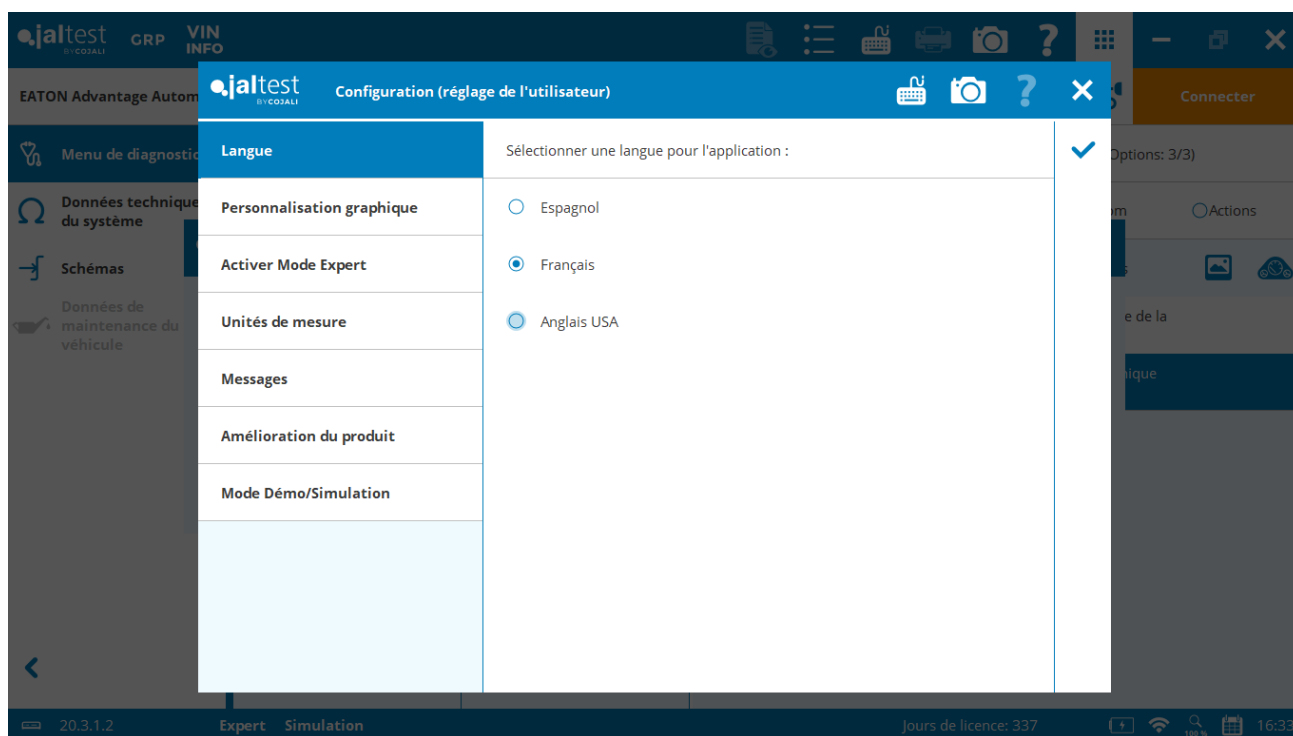 jaltest
BY COJALI
GRP
VIN
INFO
EATON Advantage Autom
Connecter
jaltest
BY COJALI
Configuration (réglage de l'utilisateur)
Menu de diagnostic
Données technique
du système
Schémas
Données de
maintenance du
véhicule
Langue
Personnalisation graphique
Activer Mode Expert
Unités de mesure
Messages
Amélioration du produit
Mode Démo/Simulation
Sélectionner une langue pour l'application :
Espagnol
Français
Anglais USA
Options: 3/3)
om
Actions
s
e de la
nique
20.3.1.2
Expert
Simulation
Jours de licence: 337
100 %
16:33